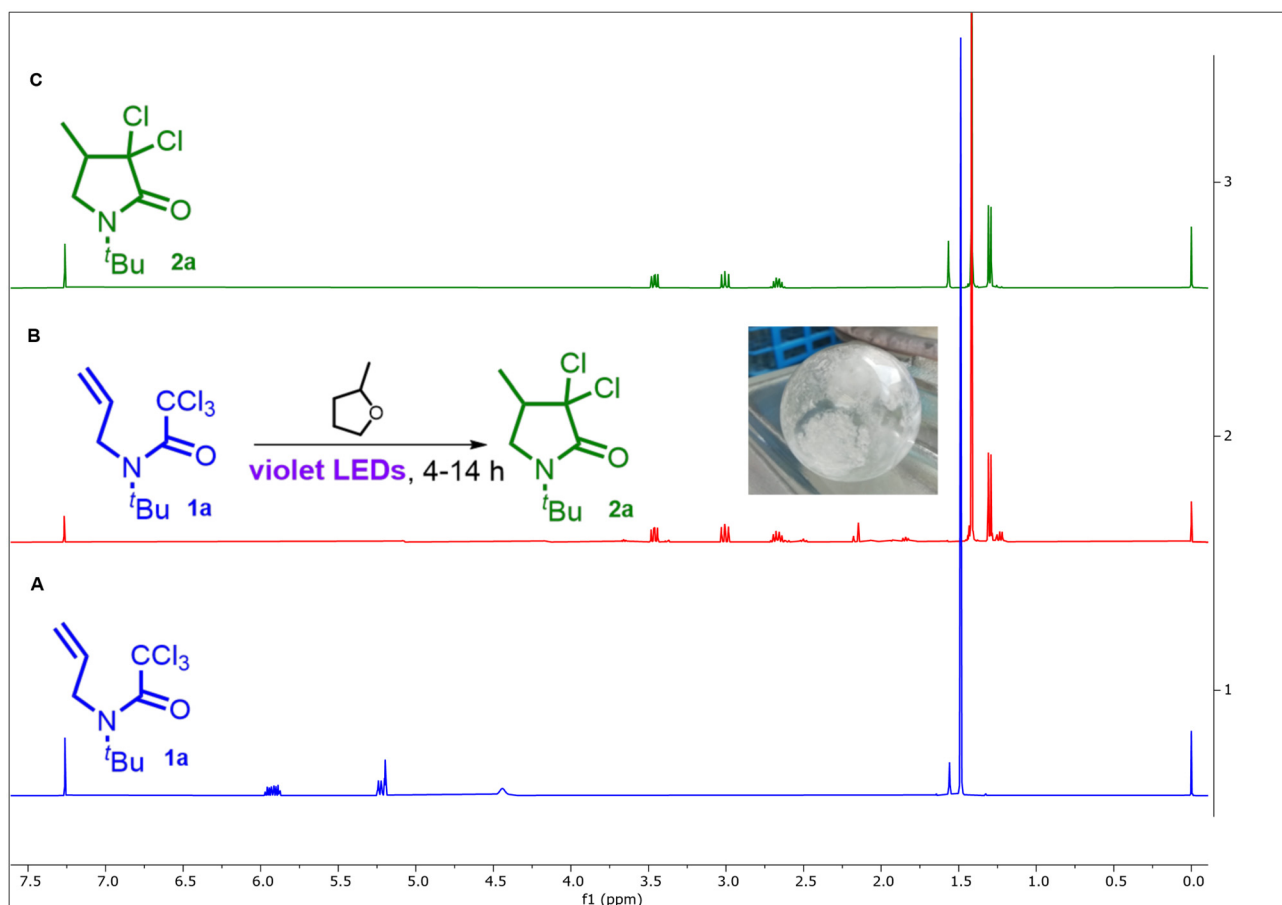 C
Cl
Cl
N
O
tBu 2a
3
B
CCl3
O
N
O
tBu 1a
violet LEDs, 4-14 h
Cl
Cl
N
O
tBu 2a
2
A
CCl3
N
O
tBu 1a
1
7.5 7.0 6.5 6.0 5.5 5.0 4.5 4.0 3.5 3.0 2.5 2.0 1.5 1.0 0.5 0.0
f1 (ppm)